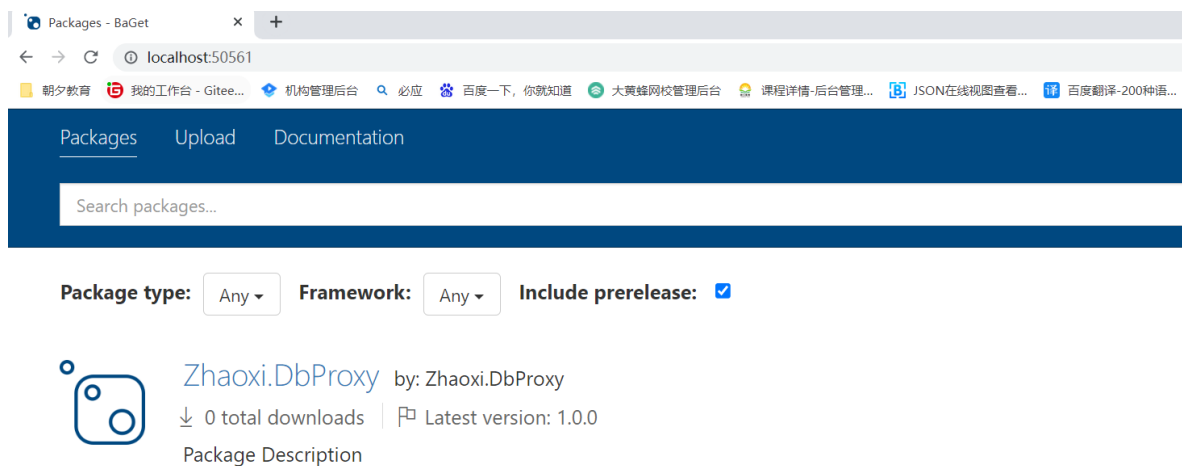 Packages - BaGet
localhost:50561
朝夕教育 我的工作台 - Gitee... 机构管理后台 必应 百度一下，你就知道 大黄蜂网校管理后台 课程详情-后台管理... JSON在线视图查看... 百度翻译-200种语...
Packages Upload Documentation
Search packages...
Package type: Any Framework: Any Include prerelease:
Zhaoxi.DbProxy by: Zhaoxi.DbProxy
0 total downloads Latest version: 1.0.0
Package Description